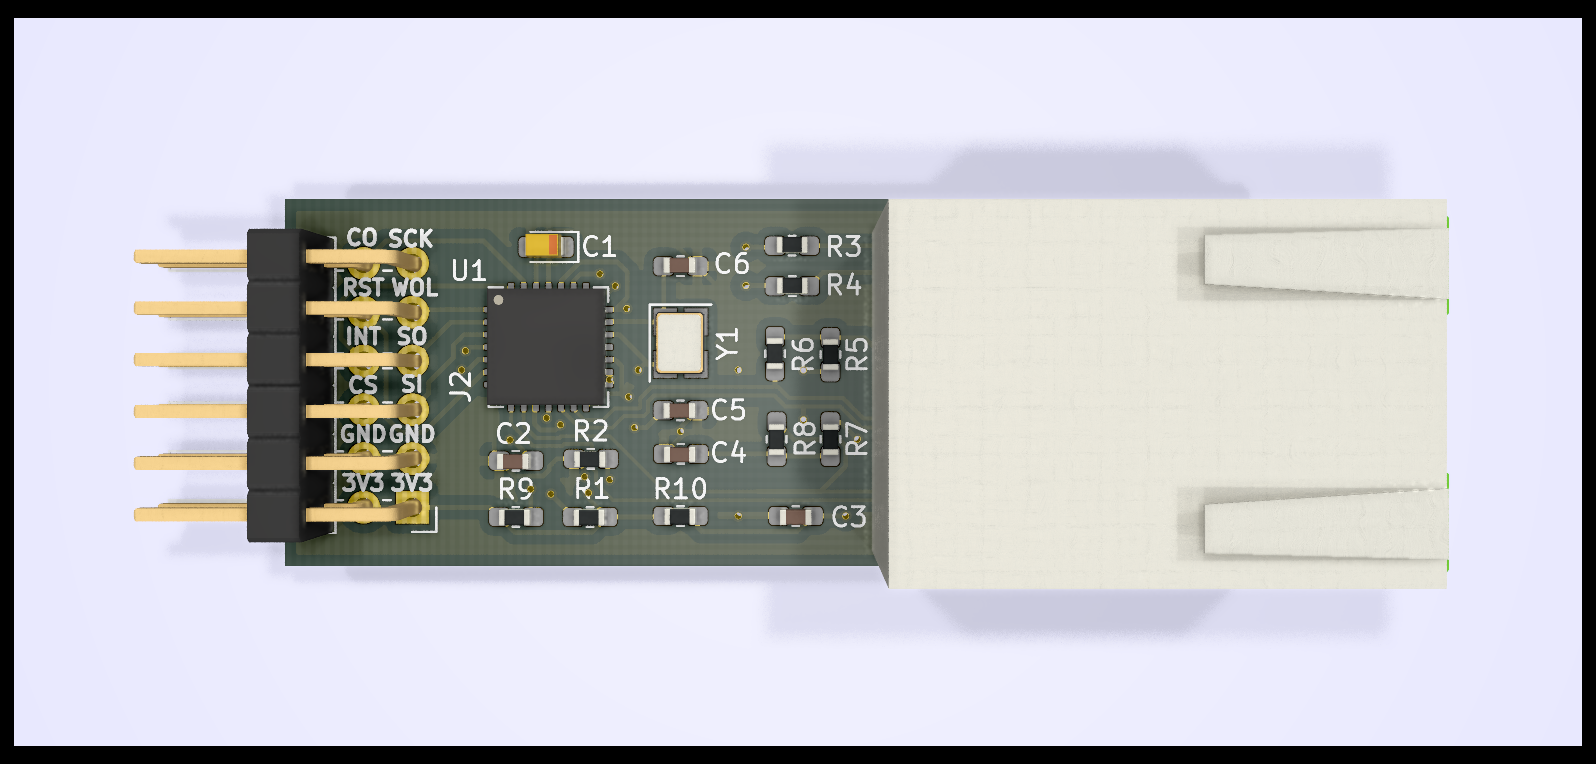 CO SCK
RST WOL
INT SO
CS SI
GND GND
3V3 3V3
U1
J2
C1
C6
Y1
C5
C4
C2
R2
R9
R1
R10
C3
R3
R4
R6
R5
R8
R7